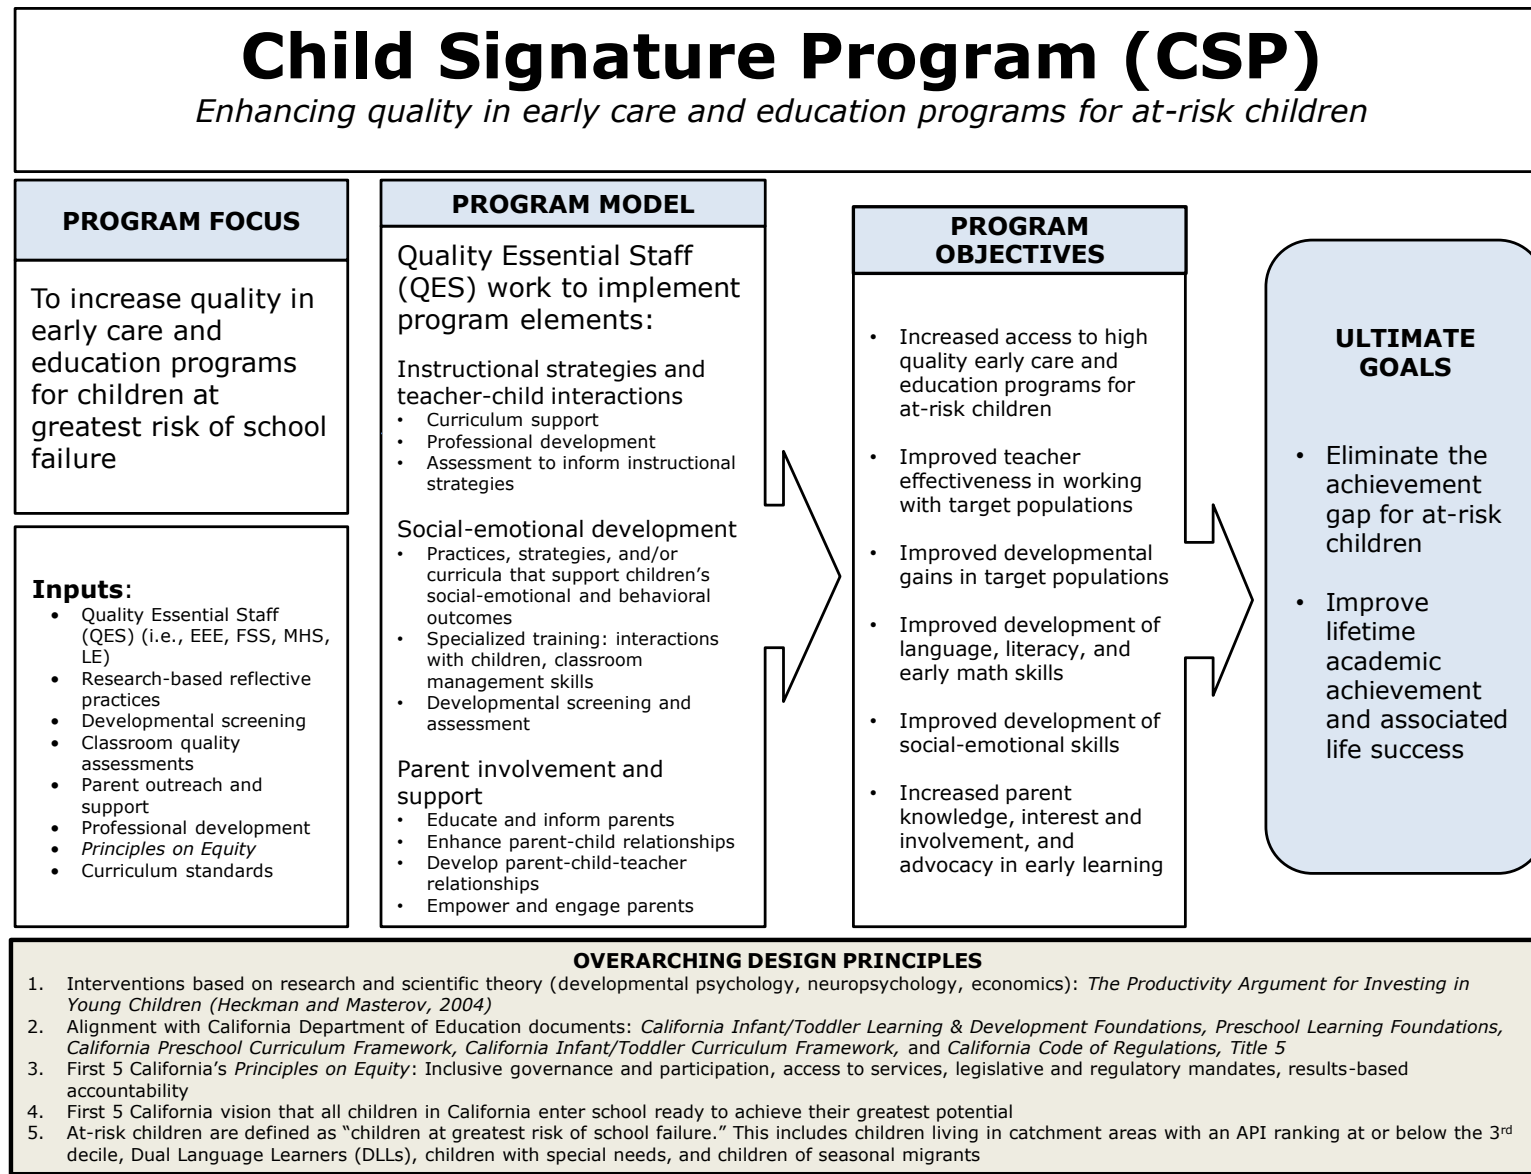 Child Signature Program (CSP)
Enhancing quality in early care and education programs for at-risk children
PROGRAM FOCUS
To increase quality in
early care and
education programs
for children at
greatest risk of school
failure
Inputs:
• Quality Essential Staff
(QES) (i.e., EEE, FSS, MHS,
LE)
• Research-based reflective
practices
• Developmental screening
• Classroom quality
assessments
• Parent outreach and
support
• Professional development
• Principles on Equity
• Curriculum standards
PROGRAM MODEL
Quality Essential Staff
(QES) work to implement
program elements:
Instructional strategies and
teacher-child interactions
• Curriculum support
• Professional development
• Assessment to inform instructional
strategies
Social-emotional development
• Practices, strategies, and/or
curricula that support children’s
social-emotional and behavioral
outcomes
• Specialized training: interactions
with children, classroom
management skills
• Developmental screening and
assessment
Parent involvement and
support
• Educate and inform parents
• Enhance parent-child relationships
• Develop parent-child-teacher
relationships
• Empower and engage parents
PROGRAM
OBJECTIVES
• Increased access to high
quality early care and
education programs for
at-risk children
• Improved teacher
effectiveness in working
with target populations
• Improved developmental
gains in target populations
• Improved development of
language, literacy, and
early math skills
• Improved development of
social-emotional skills
• Increased parent
knowledge, interest and
involvement, and
advocacy in early learning
ULTIMATE
GOALS
• Eliminate the
achievement
gap for at-risk
children
• Improve
lifetime
academic
achievement
and associated
life success
OVERARCHING DESIGN PRINCIPLES
1. Interventions based on research and scientific theory (developmental psychology, neuropsychology, economics): The Productivity Argument for Investing in
Young Children (Heckman and Masterov, 2004)
2. Alignment with California Department of Education documents: California Infant/Toddler Learning & Development Foundations, Preschool Learning Foundations,
California Preschool Curriculum Framework, California Infant/Toddler Curriculum Framework, and California Code of Regulations, Title 5
3. First 5 California’s Principles on Equity: Inclusive governance and participation, access to services, legislative and regulatory mandates, results-based
accountability
4. First 5 California vision that all children in California enter school ready to achieve their greatest potential
5. At-risk children are defined as “children at greatest risk of school failure.” This includes children living in catchment areas with an API ranking at or below the 3rd
decile, Dual Language Learners (DLLs), children with special needs, and children of seasonal migrants